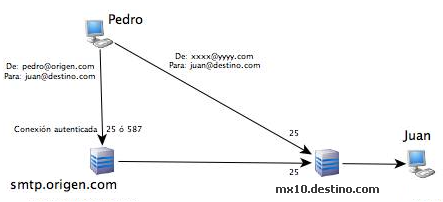 Pedro
De: xxxx@yyyy.com
Para: juan@destino.com
De: pedro@origen.com
Para: juan@destino.com
Conexión autenticada 25 ó 587
25
Juan
25
smtp.origen.com
mx10.destino.com